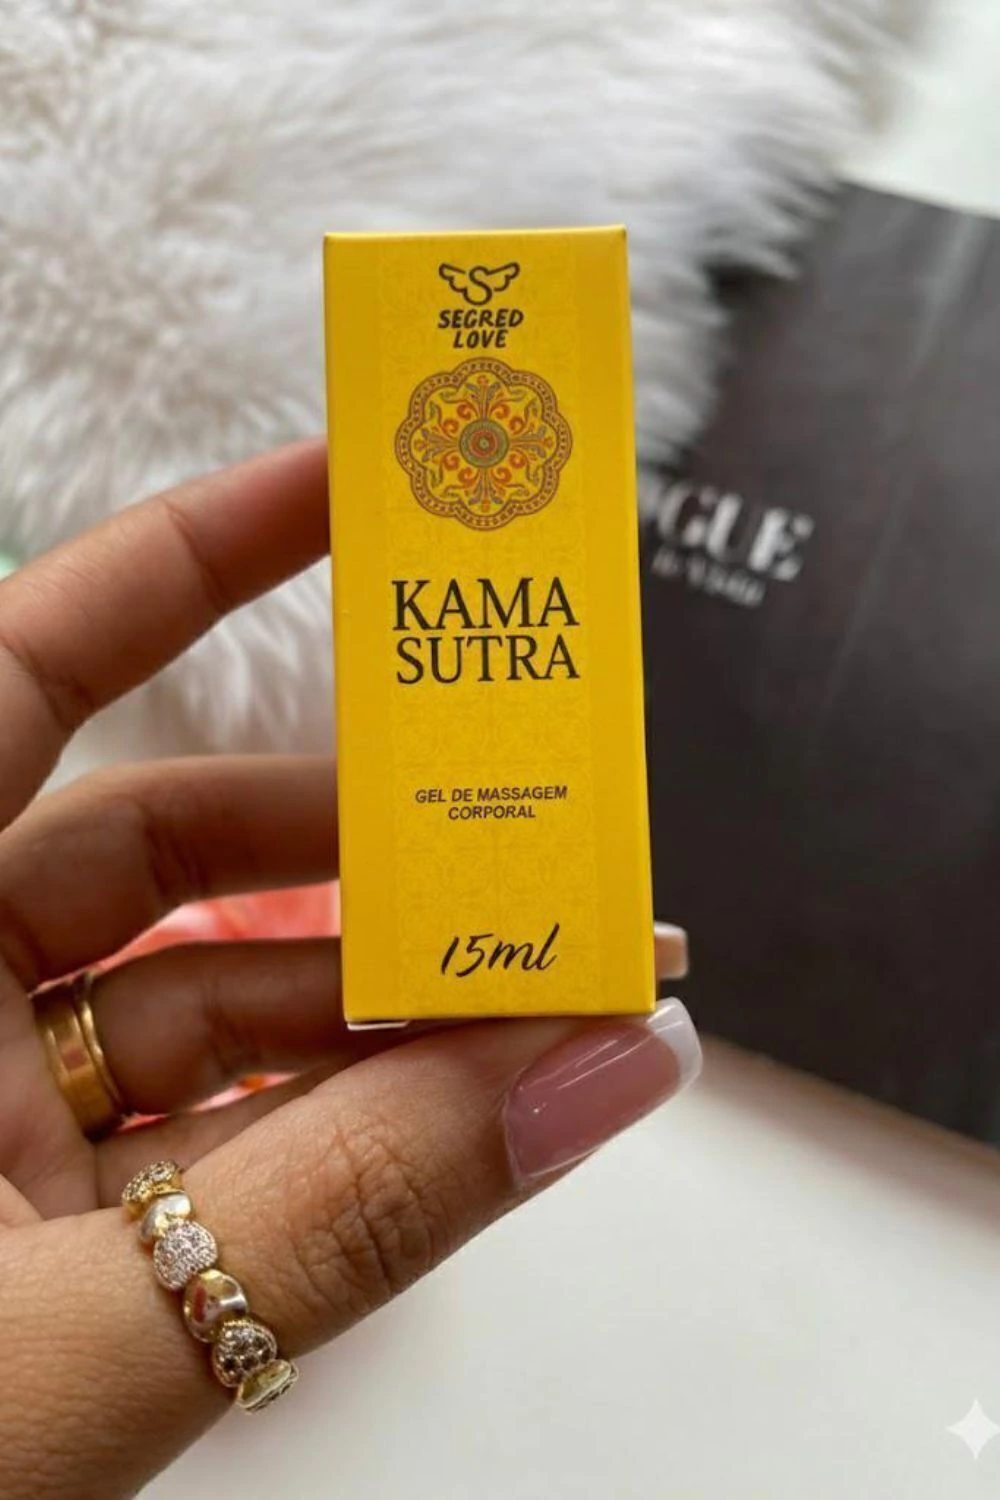 SEGRED
LOVE
KAMA
SUTRA
GEL DE MASSAGEM
CORPORAL
15ml